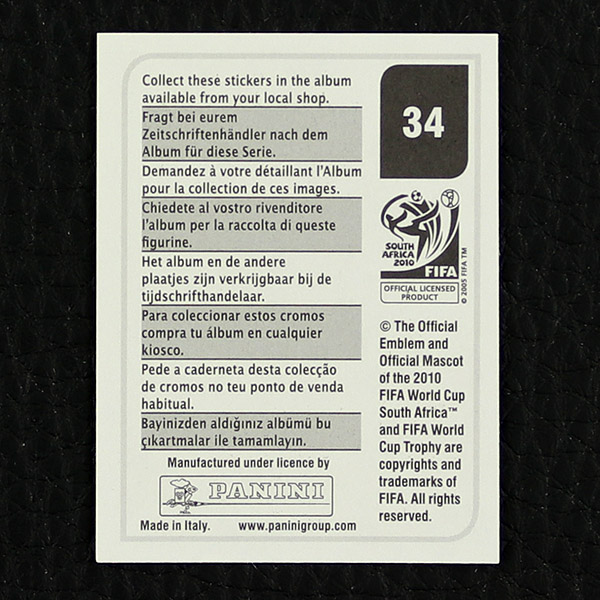 Collect these stickers in the album
available from your local shop.
Fragt bei eurem
Zeitschriftenhändler nach dem
Album für diese Serie.
Demandez à votre détaillant l'Album
pour la collection de ces images.
Chiedete al vostro rivenditore
l'album per la raccolta di queste
figurine.
Het album en de andere
plaatjes zijn verkrijgbaar bij de
tijdschrifthandelaar.
Para coleccionar estos cromos
compra tu álbum en cualquier
kiosco.
Pede a caderneta desta colecção
de cromos no teu ponto de venda
habitual.
Bayinizden aldığınız albümü bu
çıkartmalar ile tamamlayın.
Manufactured under licence by
PANINI
Made in Italy. www.paninigroup.com
34
SOUTH
AFRICA
2010
FIFA
OFFICIAL LICENSED
PRODUCT
© 2005 FIFA TM
© The Official
Emblem and
Official Mascot
of the 2010
FIFA World Cup
South Africa™
and FIFA World
Cup Trophy are
copyrights and
trademarks of
FIFA. All rights
reserved.